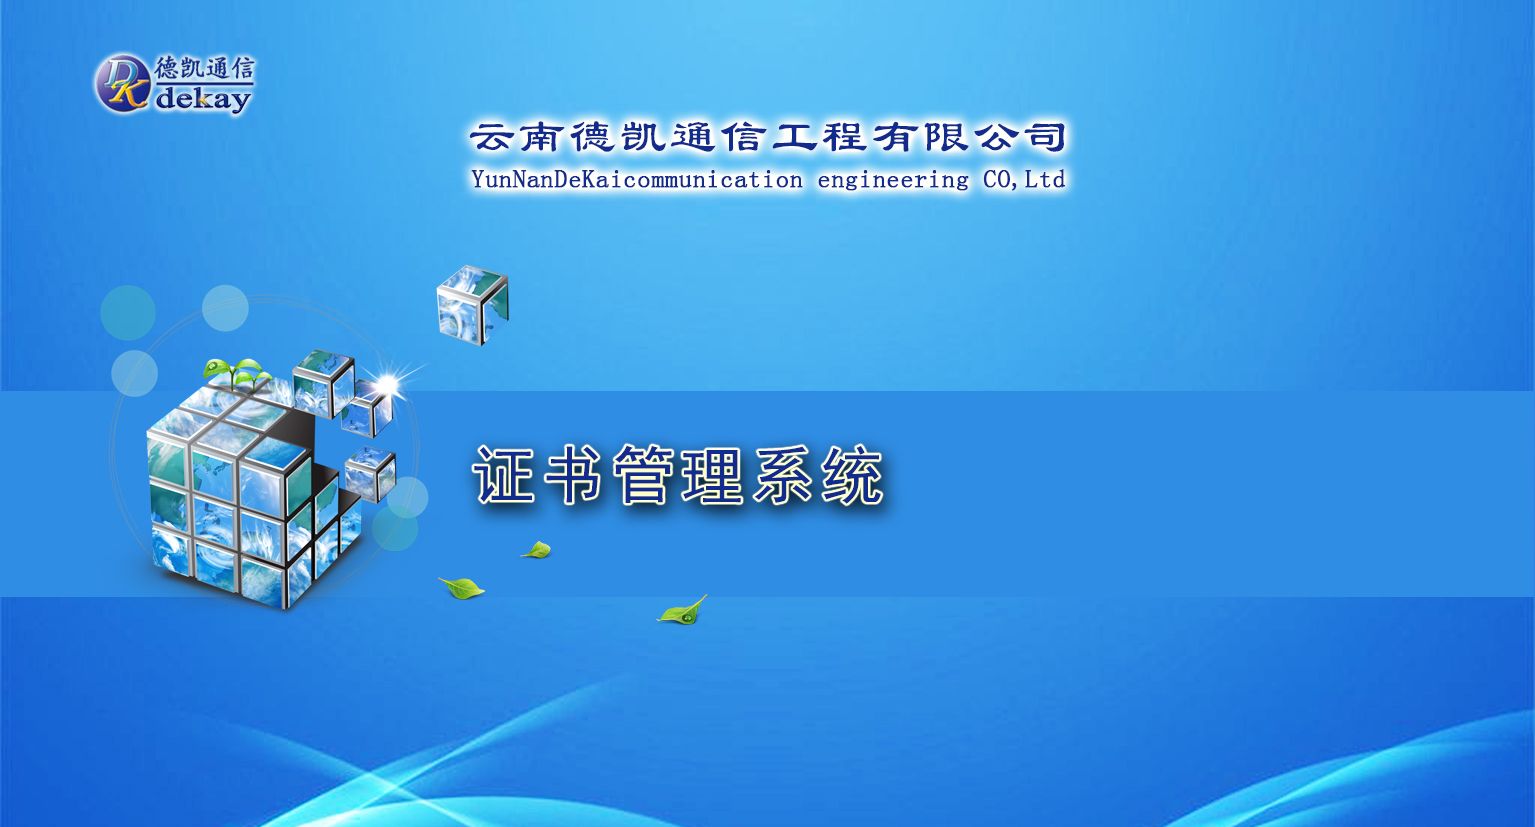 DK
德凯通信
dekay
云南德凯通信工程有限公司
YunNanDeKaicommunication engineering CO,Ltd
证书管理系统